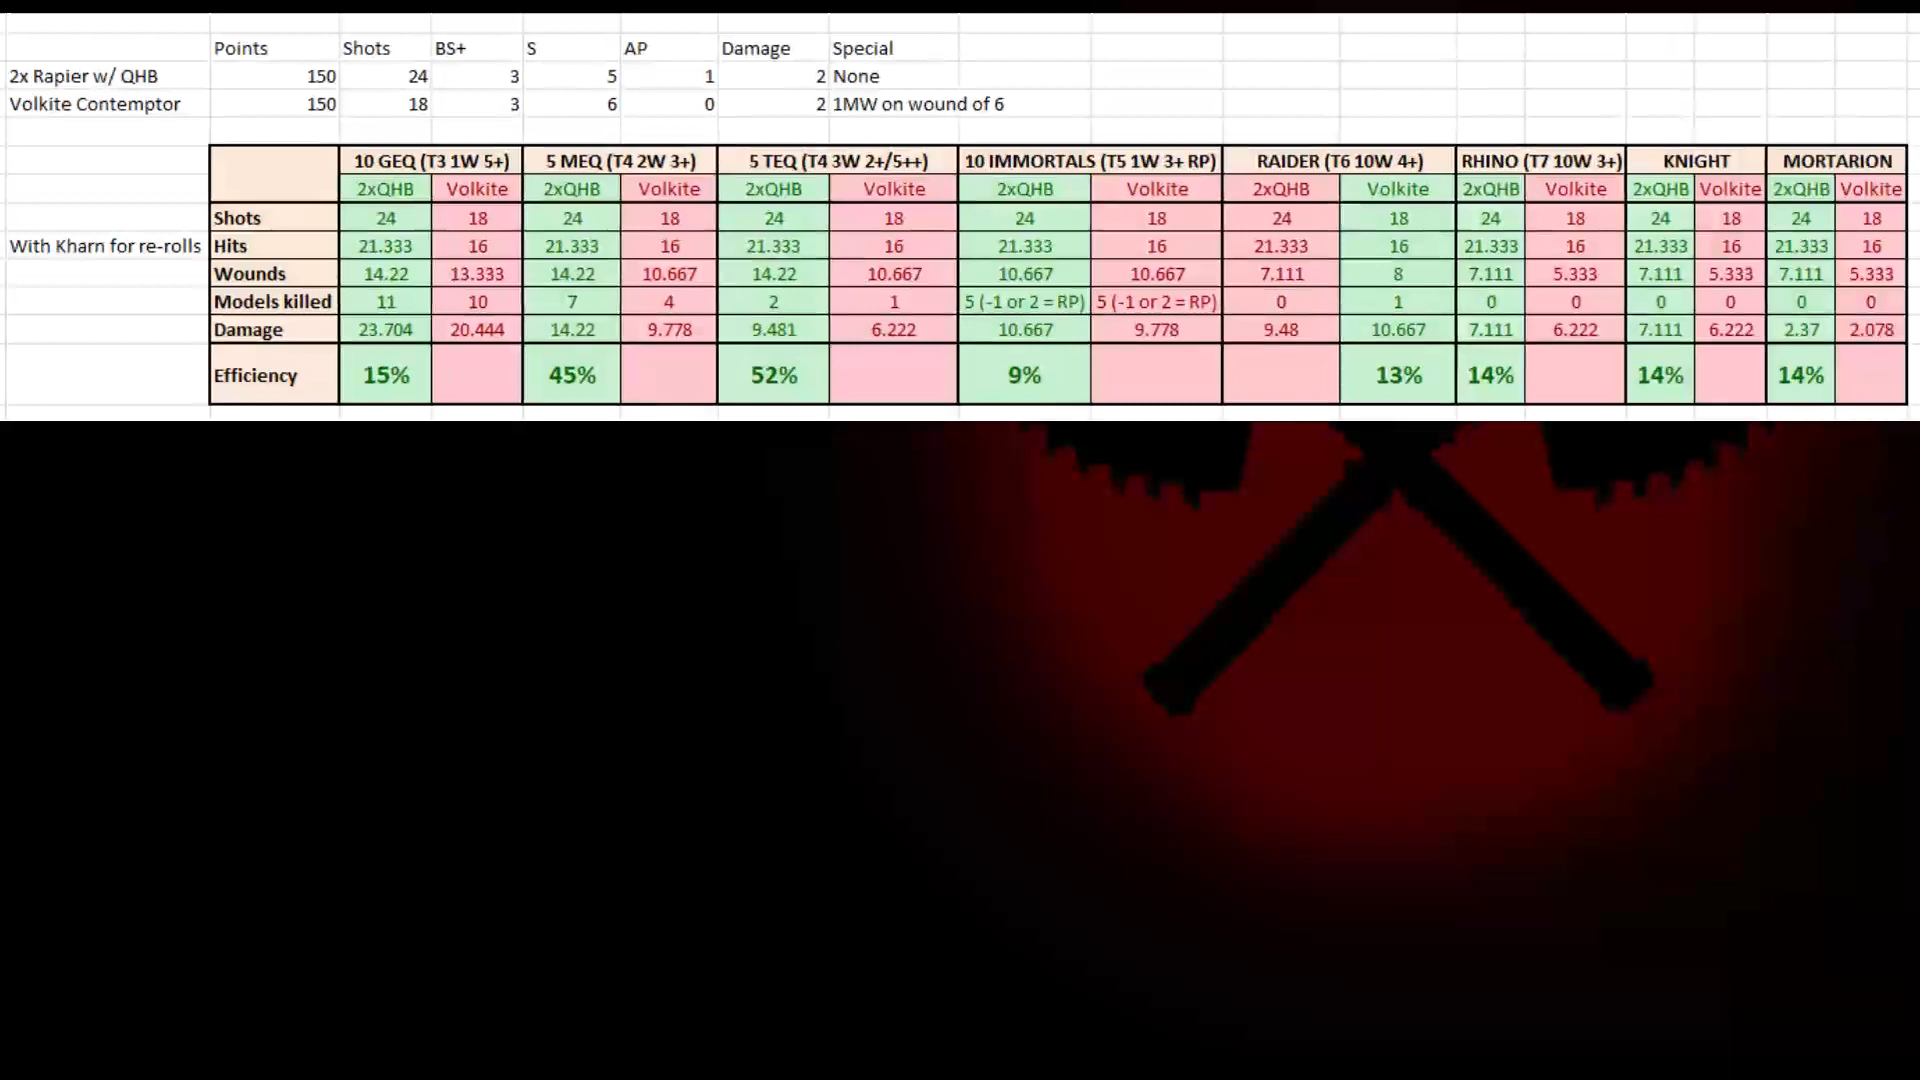 Points Shots BS+ S AP Damage Special
2x Rapier w/ QHB 150 24 3 5 1 2 None
Volkite Contemptor 150 18 3 6 0 2 1MW on wound of 6
10 GEQ (T3 1W 5+) 5 MEQ (T4 2W 3+) 5 TEQ (T4 3W 2+/5++) 10 IMMORTALS (T5 1W 3+ RP) RAIDER (T6 10W 4+) RHINO (T7 10W 3+) KNIGHT MORTARION
2xQHB Volkite 2xQHB Volkite 2xQHB Volkite 2xQHB Volkite 2xQHB Volkite 2xQHB Volkite 2xQHB Volkite 2xQHB Volkite
Shots 24 18 24 18 24 18 24 18 24 18 24 18 24 18 24 18
With Kharn for re-rolls Hits 21.333 16 21.333 16 21.333 16 21.333 16 21.333 16 21.333 16 21.333 16 21.333 16
Wounds 14.22 13.333 14.22 10.667 14.22 10.667 10.667 10.667 7.111 8 7.111 5.333 7.111 5.333 7.111 5.333
Models killed 11 10 7 4 2 1 5 (-1 or 2 = RP) 5 (-1 or 2 = RP) 0 1 0 0 0 0 0 0
Damage 23.704 20.444 14.22 9.778 9.481 6.222 10.667 9.778 9.48 10.667 7.111 6.222 7.111 6.222 2.37 2.078
Efficiency 15% 45% 52% 9% 13% 14% 14% 14%